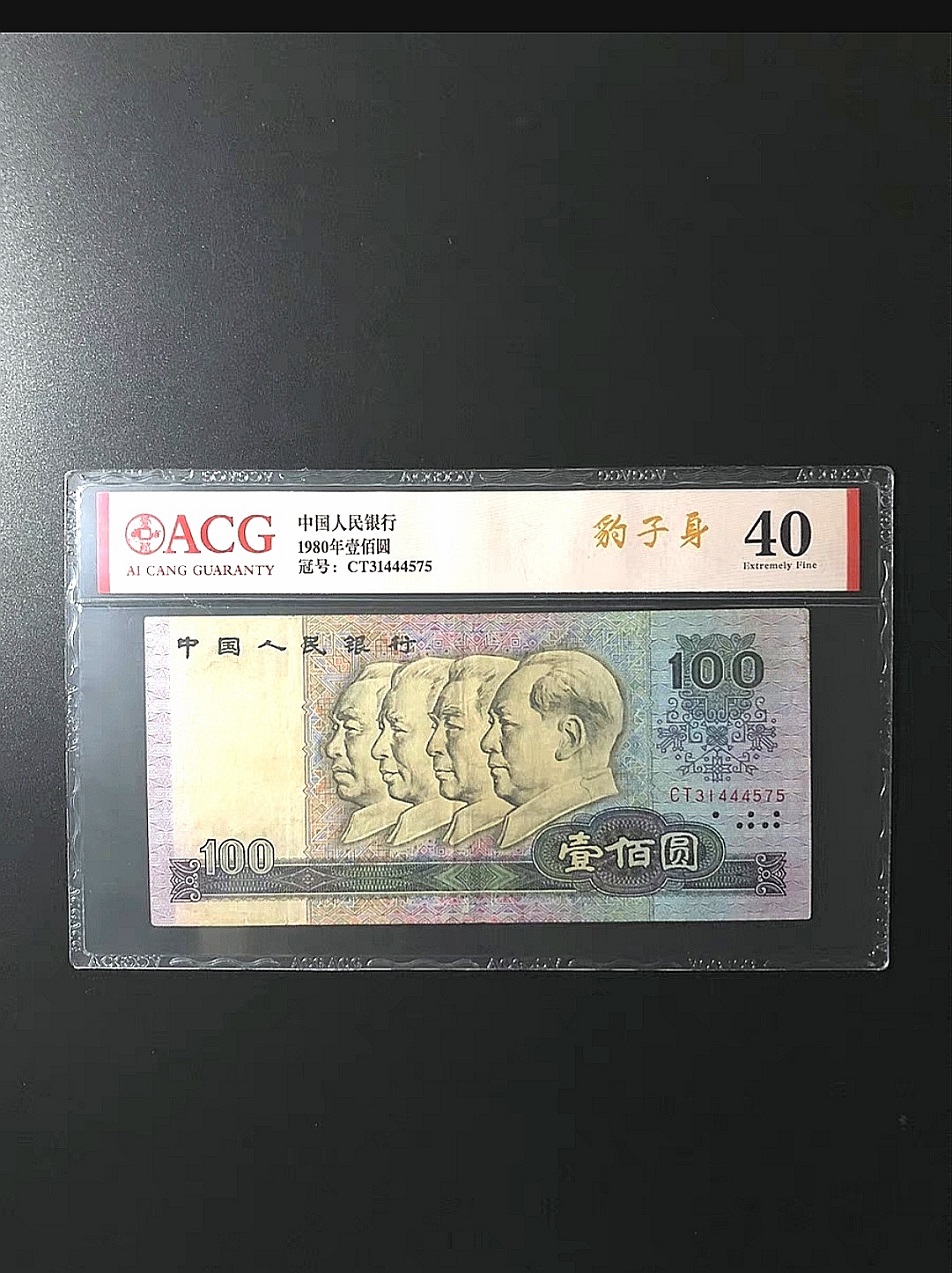 ACG
AI CANG GUARANTY
中国人民银行
1980年壹佰圆
冠号：CT31444575
豹子身
40
Extremely Fine
中国人民银行
100
CT31444575
100
壹佰圆